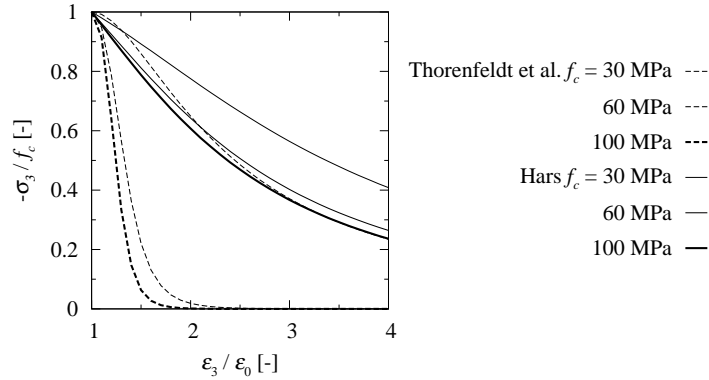 1
0.8
0.6
0.4
0.2
0
-σ3 / fc [-]
1 2 3 4
ε3 / ε0 [-]
Thorenfeldt et al. fc = 30 MPa
60 MPa
100 MPa
Hars fc = 30 MPa
60 MPa
100 MPa